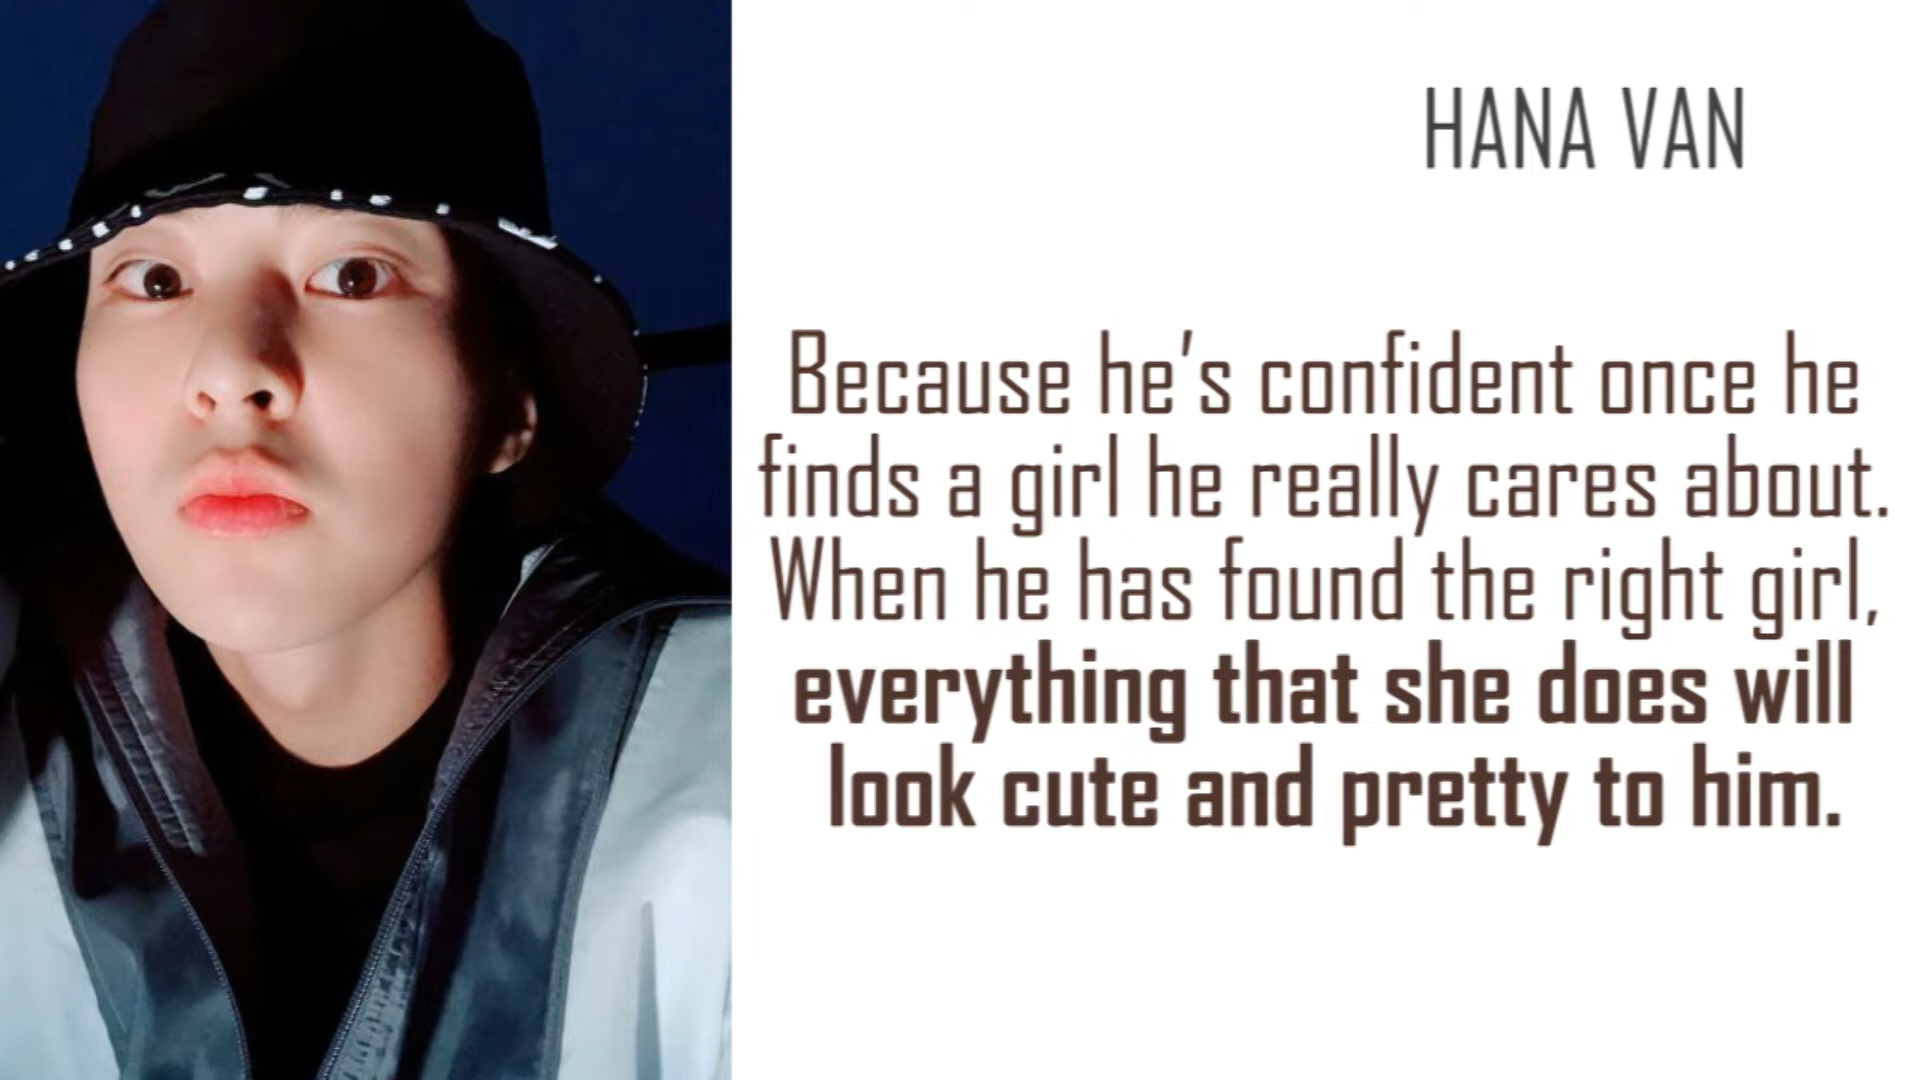 HANA VAN
Because he's confident once he
finds a girl he really cares about.
When he has found the right girl,
everything that she does will
look cute and pretty to him.